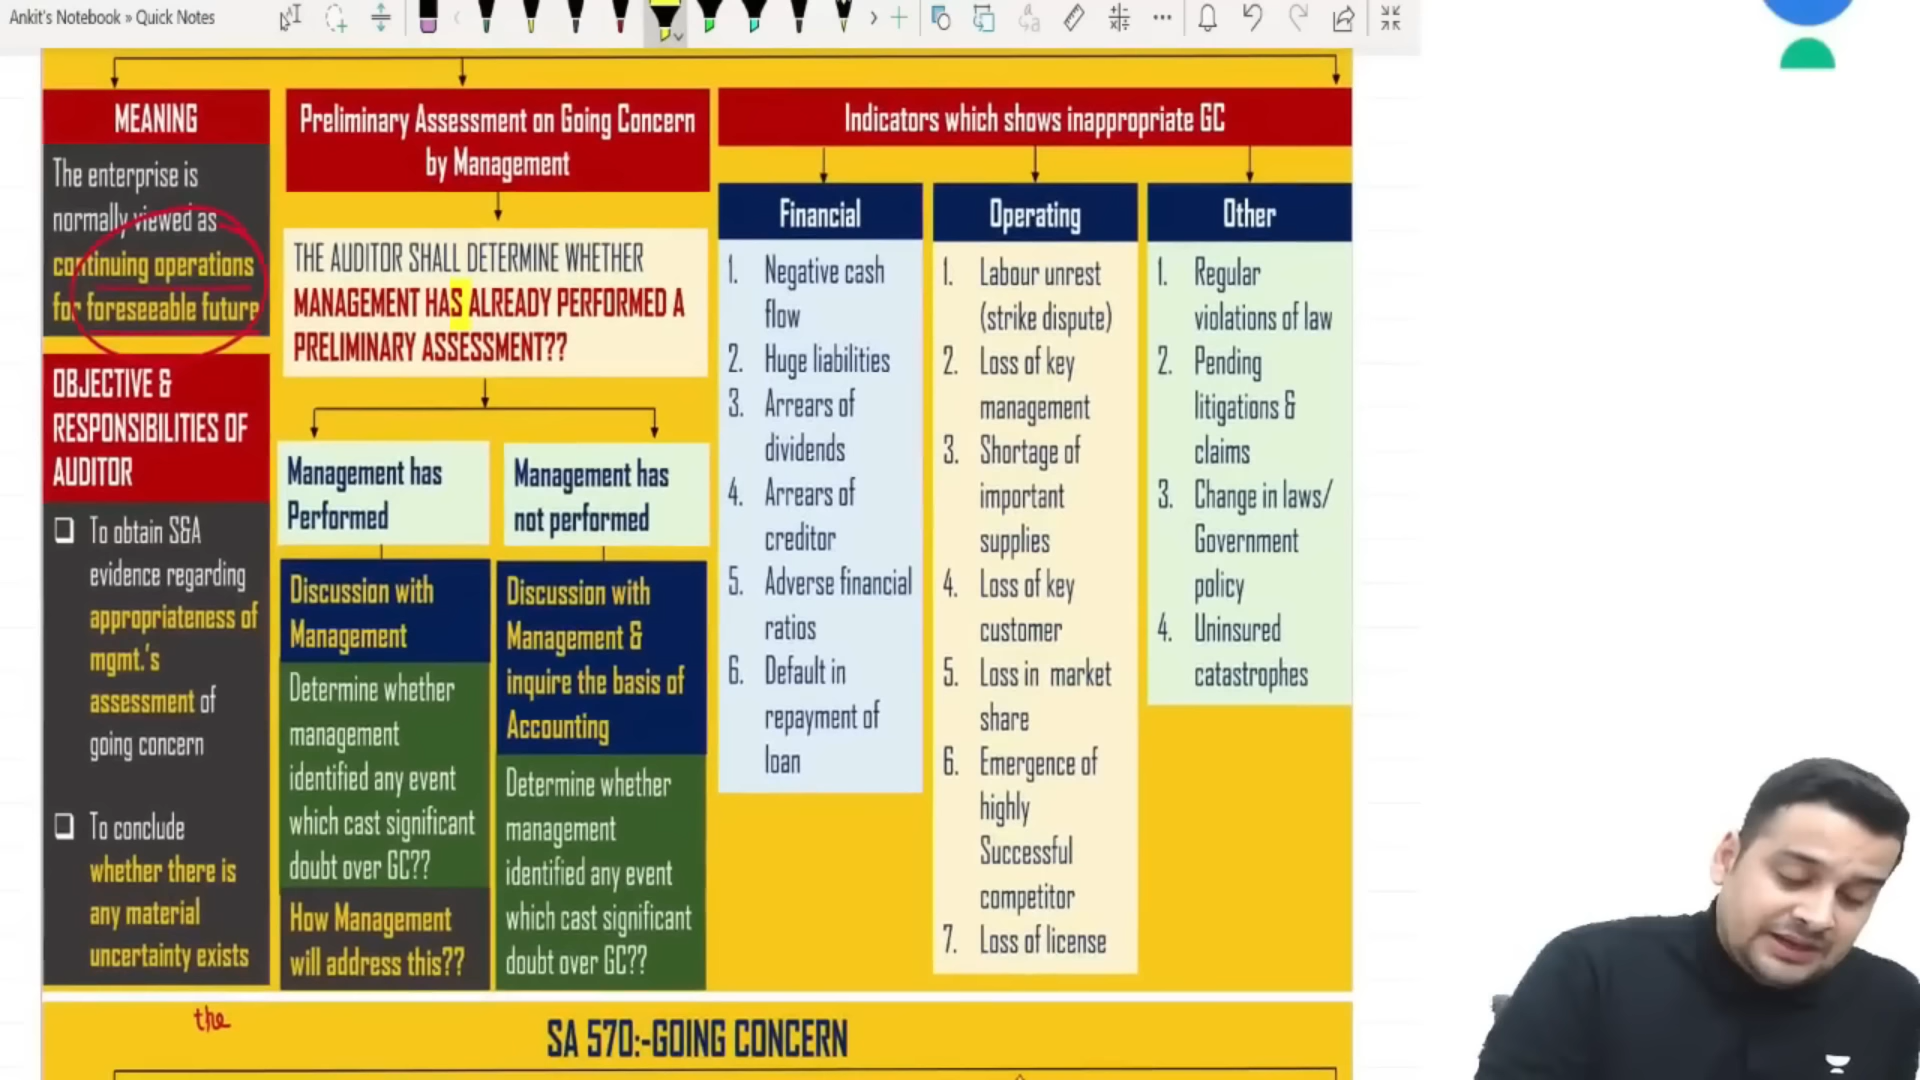 Ankit's Notebook » Quick Notes
MEANING
The enterprise is
normally viewed as
continuing operations
for foreseeable future
OBJECTIVE &
RESPONSIBILITIES OF
AUDITOR
To obtain S&A
evidence regarding
appropriateness of
mgmt.'s
assessment of
going concern
To conclude
whether there is
any material
uncertainty exists
Preliminary Assessment on Going Concern
by Management
THE AUDITOR SHALL DETERMINE WHETHER
MANAGEMENT HAS ALREADY PERFORMED A
PRELIMINARY ASSESSMENT??
Management has
Performed
Discussion with
Management
Determine whether
management
identified any event
which cast significant
doubt over GC??
How Management
will address this??
Management has
not performed
Discussion with
Management &
inquire the basis of
Accounting
Determine whether
management
identified any event
which cast significant
doubt over GC??
Indicators which shows inappropriate GC
Financial
1. Negative cash
flow
2. Huge liabilities
3. Arrears of
dividends
4. Arrears of
creditor
5. Adverse financial
ratios
6. Default in
repayment of
loan
Operating
1. Labour unrest
(strike dispute)
2. Loss of key
management
3. Shortage of
important
supplies
4. Loss of key
customer
5. Loss in market
share
6. Emergence of
highly
Successful
competitor
7. Loss of license
Other
1. Regular
violations of law
2. Pending
litigations &
claims
3. Change in laws/
Government
policy
4. Uninsured
catastrophes
the
SA 570:-GOING CONCERN